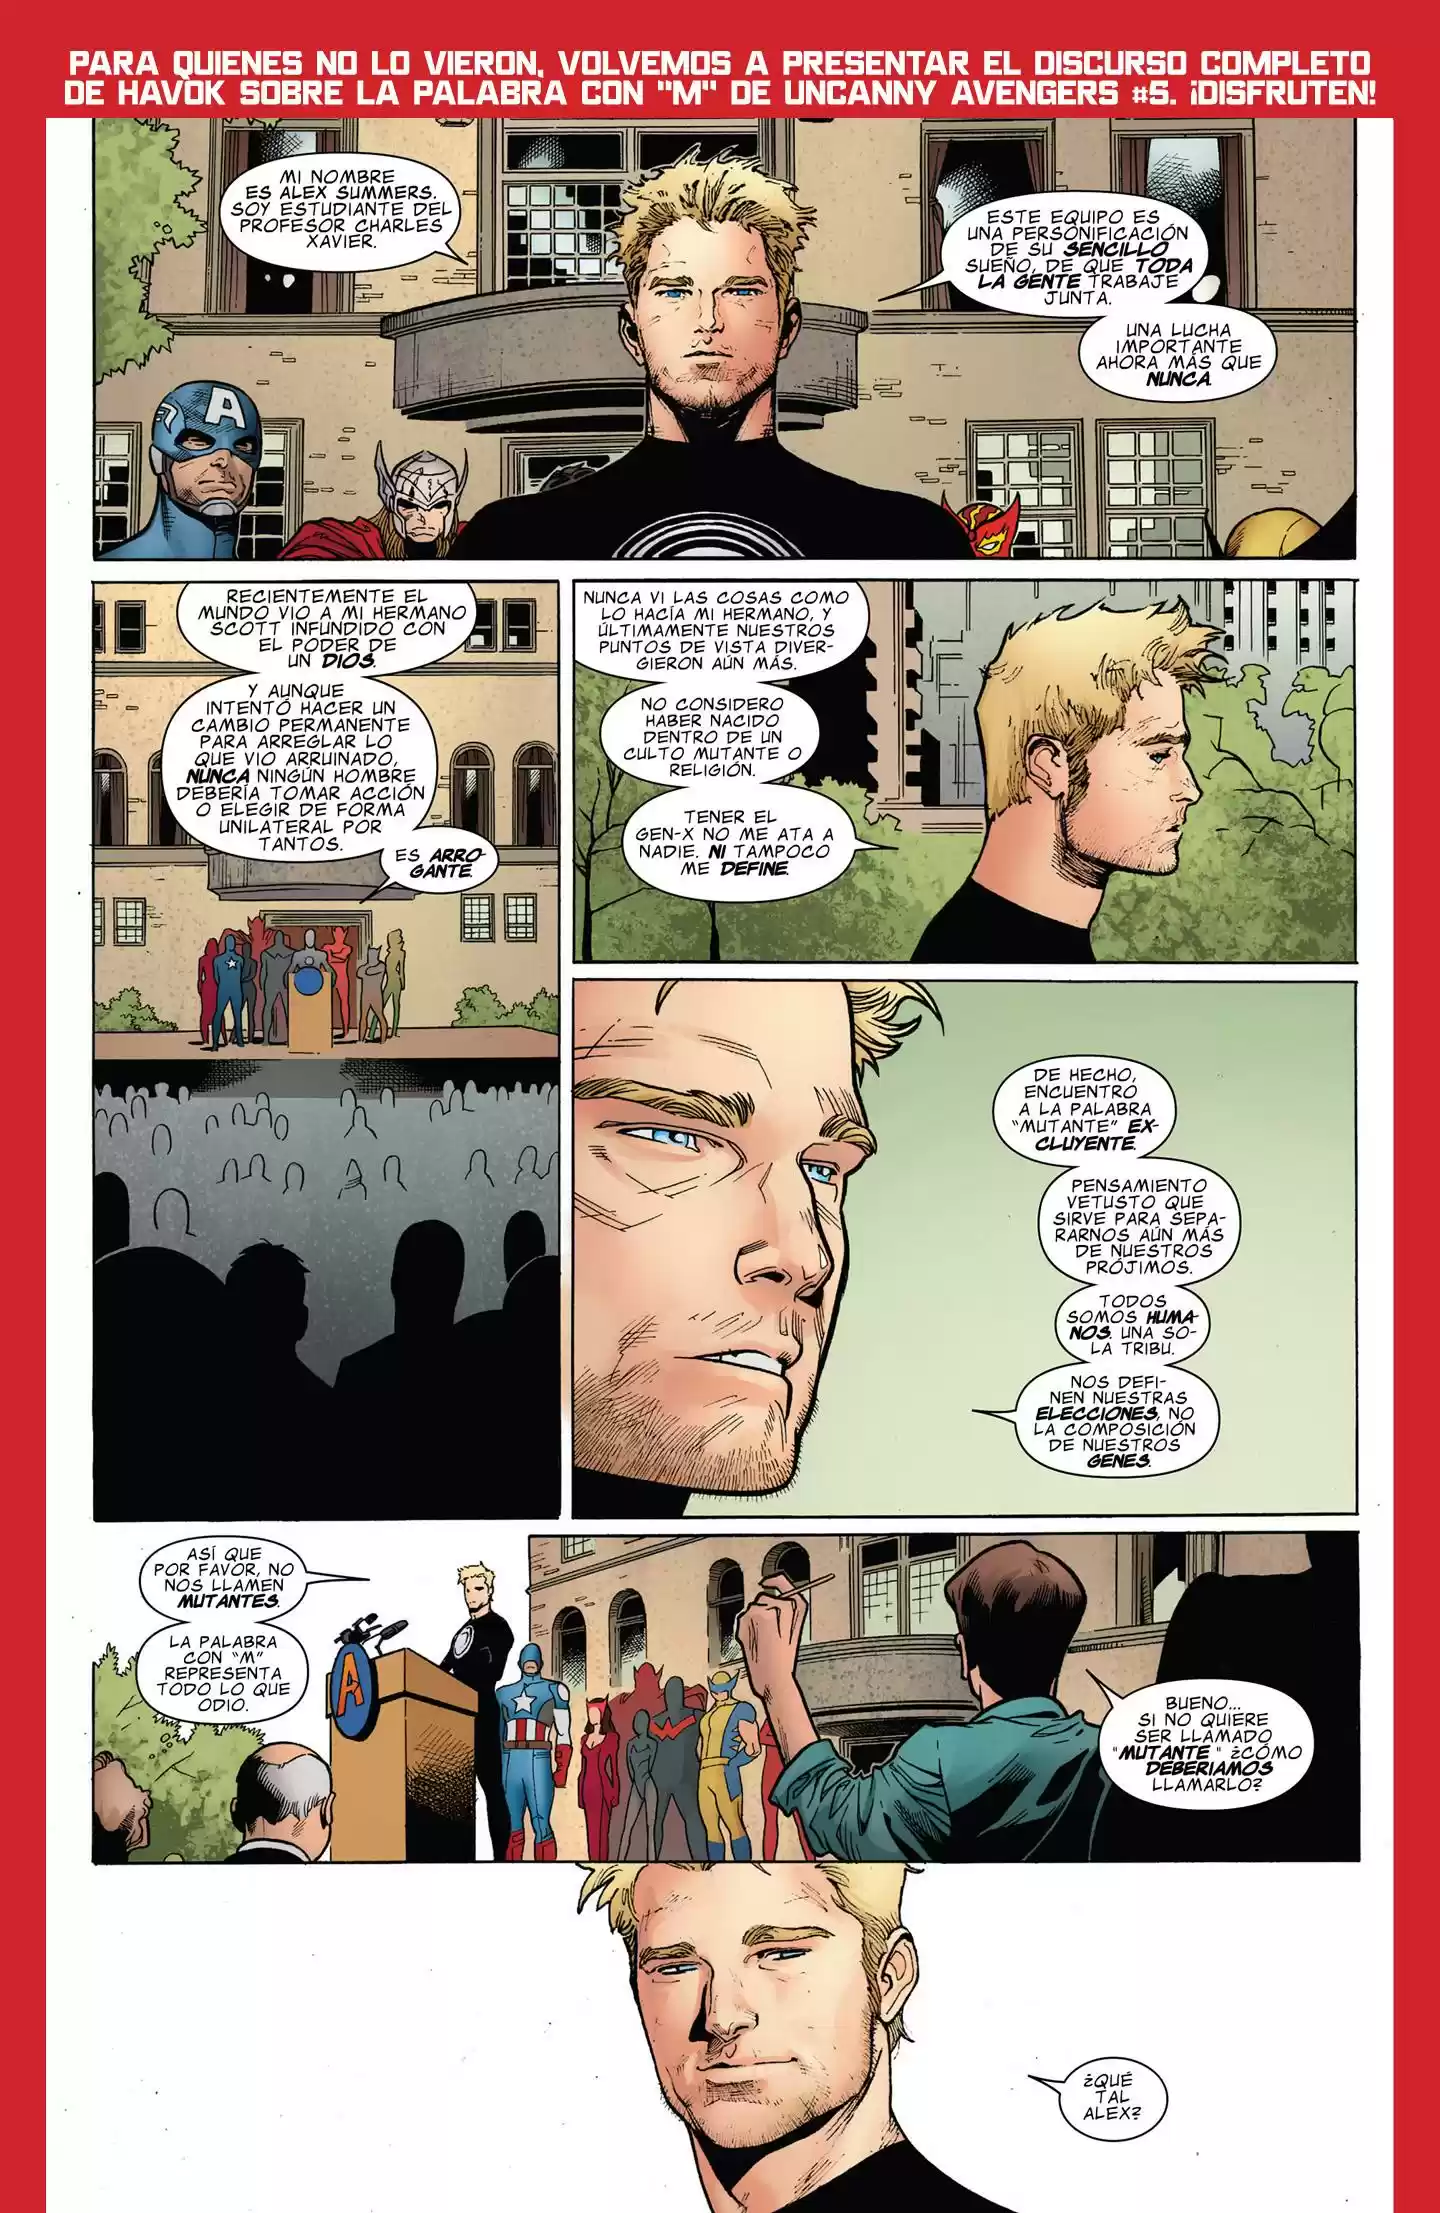 PARA QUIENES NO LO VIERON, VOLVEMOS A PRESENTAR EL DISCURSO COMPLETO
DE HAVOK SOBRE LA PALABRA CON "M" DE UNCANNY AVENGERS #5. ¡DISFRUTEN!
MI NOMBRE
ES ALEX SUMMERS.
SOY ESTUDIANTE DEL
PROFESOR CHARLES
XAVIER.
ESTE EQUIPO ES
UNA PERSONIFICACIÓN
DE SU SENCILLO
SUEÑO, DE QUE TODA
LA GENTE TRABAJE
JUNTA.
UNA LUCHA
IMPORTANTE
AHORA MÁS QUE
NUNCA.
A
RECIENTEMENTE EL
MUNDO VIO A MI HERMANO
SCOTT INFUNDIDO CON
EL PODER DE
UN DIOS.
Y AUNQUE
INTENTÓ HACER UN
CAMBIO PERMANENTE
PARA ARREGLAR LO
QUE VIO ARRUINADO,
NUNCA NINGÚN HOMBRE
DEBERÍA TOMAR ACCIÓN
O ELEGIR DE FORMA
UNILATERAL POR
TANTOS.
ES ARRO-
GANTE.
NUNCA VI LAS COSAS COMO
LO HACÍA MI HERMANO, Y
ÚLTIMAMENTE NUESTROS
PUNTOS DE VISTA DIVER-
GIERON AÚN MÁS.
NO CONSIDERO
HABER NACIDO
DENTRO DE UN
CULTO MUTANTE O
RELIGIÓN.
TENER EL
GEN-X NO ME ATA A
NADIE. NI TAMPOCO
ME DEFINE.
DE HECHO,
ENCUENTRO
A LA PALABRA
"MUTANTE" EX-
CLUYENTE.
PENSAMIENTO
VETUSTO QUE
SIRVE PARA SEPA-
RARNOS AÚN MÁS
DE NUESTROS
PRÓJIMOS.
TODOS
SOMOS HUMA-
NOS. UNA SO-
LA TRIBU.
NOS DEFI-
NEN NUESTRAS
ELECCIONES, NO
LA COMPOSICIÓN
DE NUESTROS
GENES.
ASÍ QUE
POR FAVOR, NO
NOS LLAMEN
MUTANTES.
LA PALABRA
CON "M"
REPRESENTA
TODO LO QUE
ODIO.
A
BUENO...
SI NO QUIERE
SER LLAMADO
"MUTANTE" ¿CÓMO
DEBERIAMOS
LLAMARLO?
¿QUÉ
TAL
ALEX?